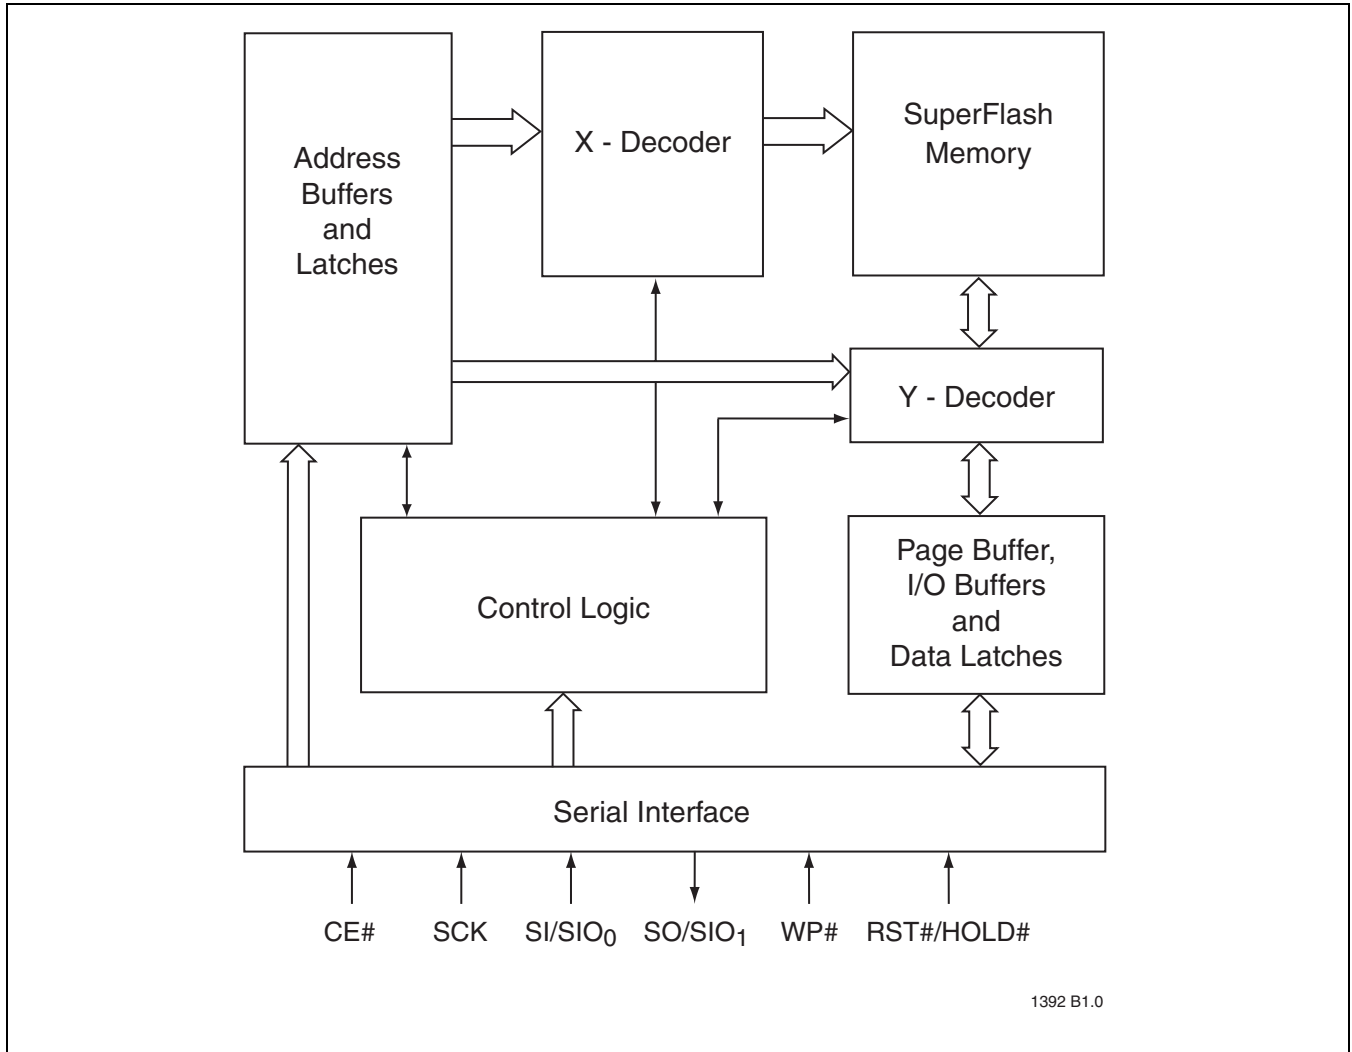 Address
Buffers
and
Latches
X - Decoder
SuperFlash
Memory
Y - Decoder
Control Logic
Page Buffer,
I/O Buffers
and
Data Latches
Serial Interface
CE# SCK SI/SIO0 SO/SIO1 WP# RST#/HOLD#
1392 B1.0